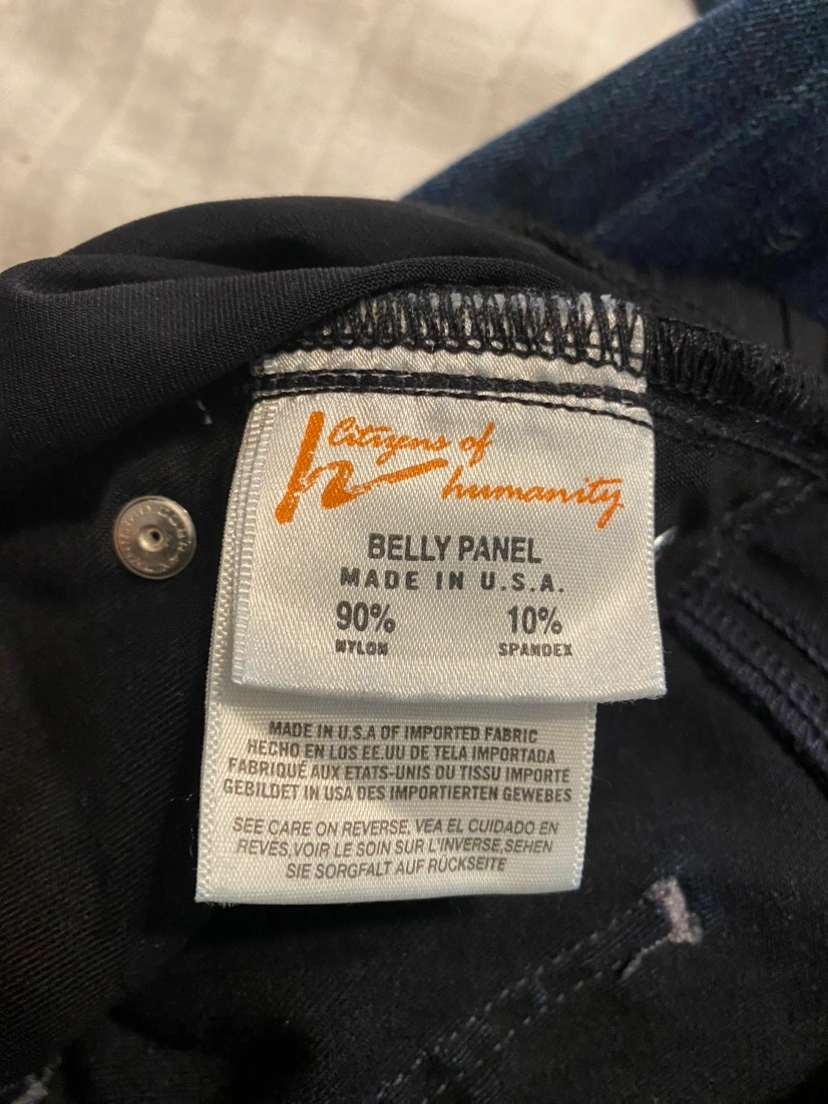 Citizens of
humanity
BELLY PANEL
MADE IN U.S.A.
90% 10%
NYLON SPANDEX
MADE IN U.S.A OF IMPORTED FABRIC
HECHO EN LOS EE.UU DE TELA IMPORTADA
FABRIQUÉ AUX ETATS-UNIS DU TISSU IMPORTÉ
GEBILDET IN USA DES IMPORTIERTEN GEWEBES
SEE CARE ON REVERSE, VEA EL CUIDADO EN
REVÉS,VOIR LE SOIN SUR L'INVERSE,SEHEN
SIE SORGFALT AUF RÜCKSEITE